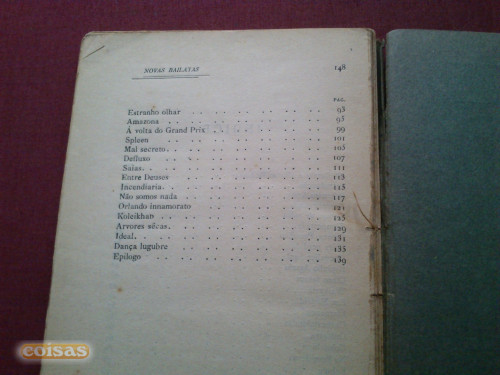 NOVAS BAILATAS 148
PAG.
Estranho olhar . . . . . . . . . 93
Amazona . . . . . . . . . 95
Á volta do Grand Prix . . . . . . . 99
Spleen . . . . . . . . . 101
Mal secreto . . . . . . . . . 105
Defluxo . . . . . . . . . 107
Saias . . . . . . . . . 111
Entre Deuses . . . . . . . . . 113
Incendiaria . . . . . . . . . 115
Não somos nada . . . . . . . . 117
Orlando innamorato . . . . . . . 121
Koleikhab . . . . . . . . . 125
Arvores sêcas . . . . . . . . . 129
Ideal . . . . . . . . . 131
Dança lugubre . . . . . . . . . 135
Epilogo . . . . . . . . . 139
coisas